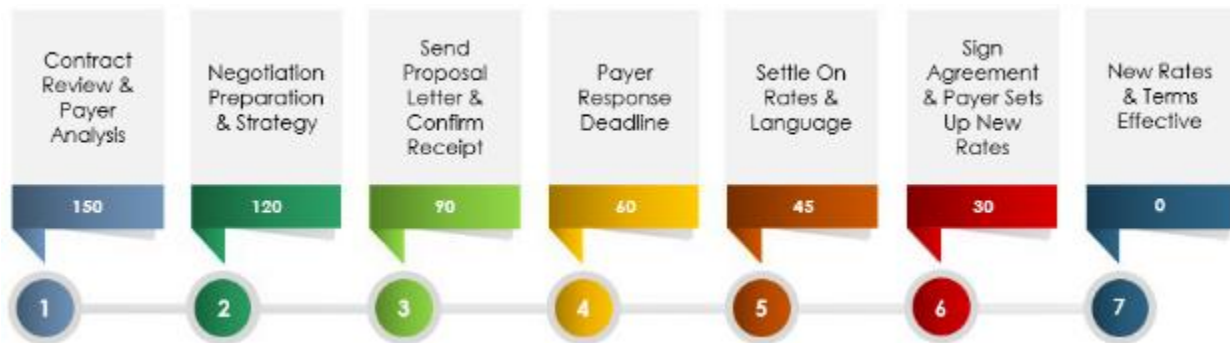 Contract
Review &
Payer
Analysis
150
1
Negotiation
Preparation
& Strategy
120
2
Send
Proposal
Letter &
Confirm
Receipt
90
3
Payer
Response
Deadline
60
4
Settle On
Rates &
Language
45
5
Sign
Agreement
& Payer Sets
Up New
Rates
30
6
New Rates
& Terms
Effective
0
7